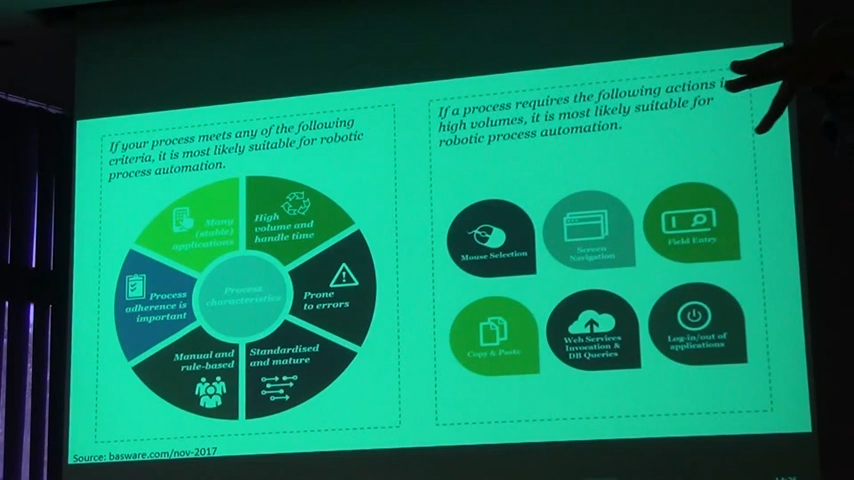 If your process meets any of the following
criteria, it is most likely suitable for robotic
process automation.
Many
(stable)
applications
High
volume and
handle time
Process
adherence is
important
Process
characteristics
Prone
to errors
Manual and
rule-based
Standardised
and mature
If a process requires the following actions
high volumes, it is most likely suitable for
robotic process automation.
Mouse Selection
Screen
Navigation
Field Entry
Copy & Paste
Web Services
Invocation &
DB Queries
Log-in/out of
applications
Source: basware.com/nov-2017